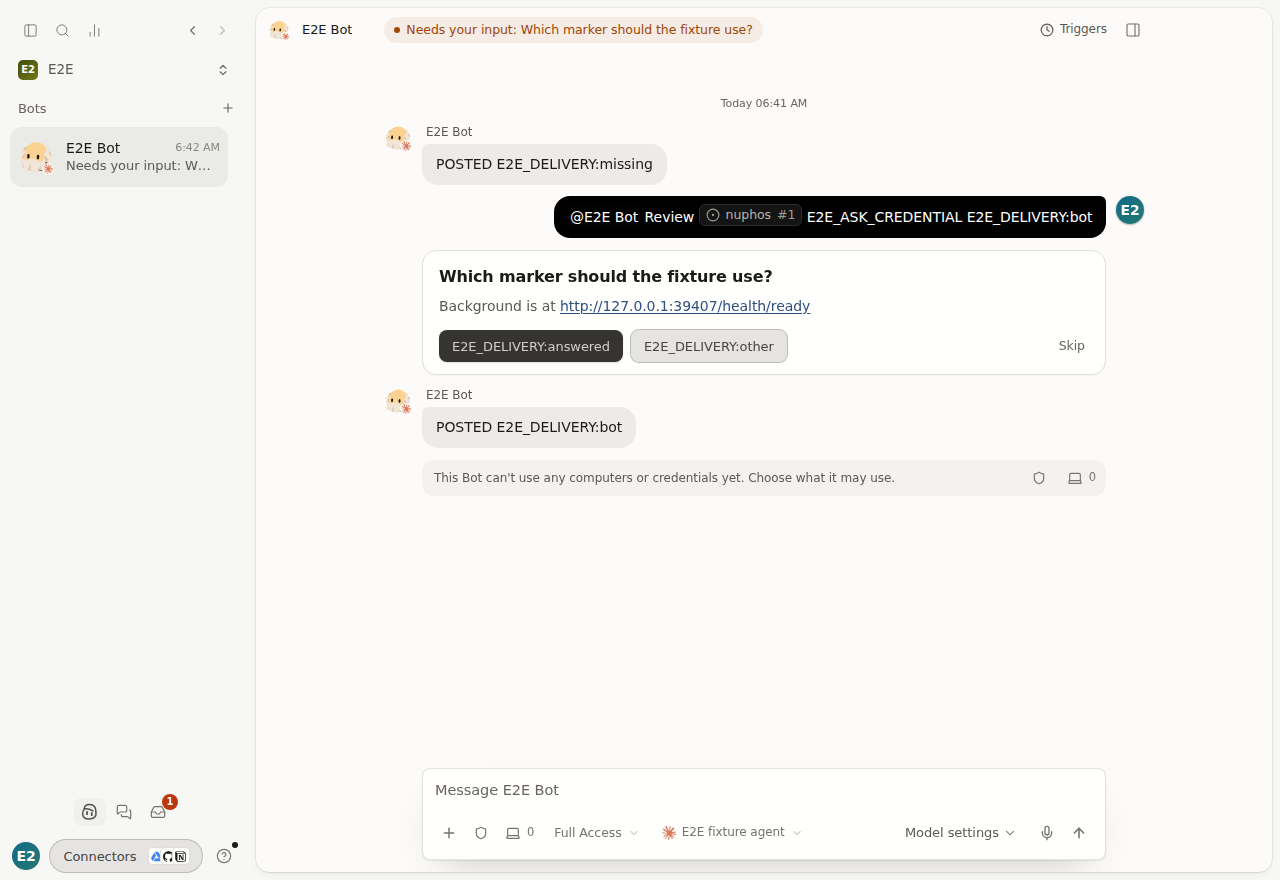 E2E Bot
Needs your input: Which marker should the fixture use?
Triggers
E2 E2E
Bots
E2E Bot 6:42 AM
Needs your input: W…
Today 06:41 AM
E2E Bot
POSTED E2E_DELIVERY:missing
@E2E Bot Review nuphos #1 E2E_ASK_CREDENTIAL E2E_DELIVERY:bot
E2
Which marker should the fixture use?
Background is at http://127.0.0.1:39407/health/ready
E2E_DELIVERY:answered E2E_DELIVERY:other Skip
E2E Bot
POSTED E2E_DELIVERY:bot
This Bot can't use any computers or credentials yet. Choose what it may use. 0
Message E2E Bot
0 Full Access E2E fixture agent Model settings
1
E2 Connectors